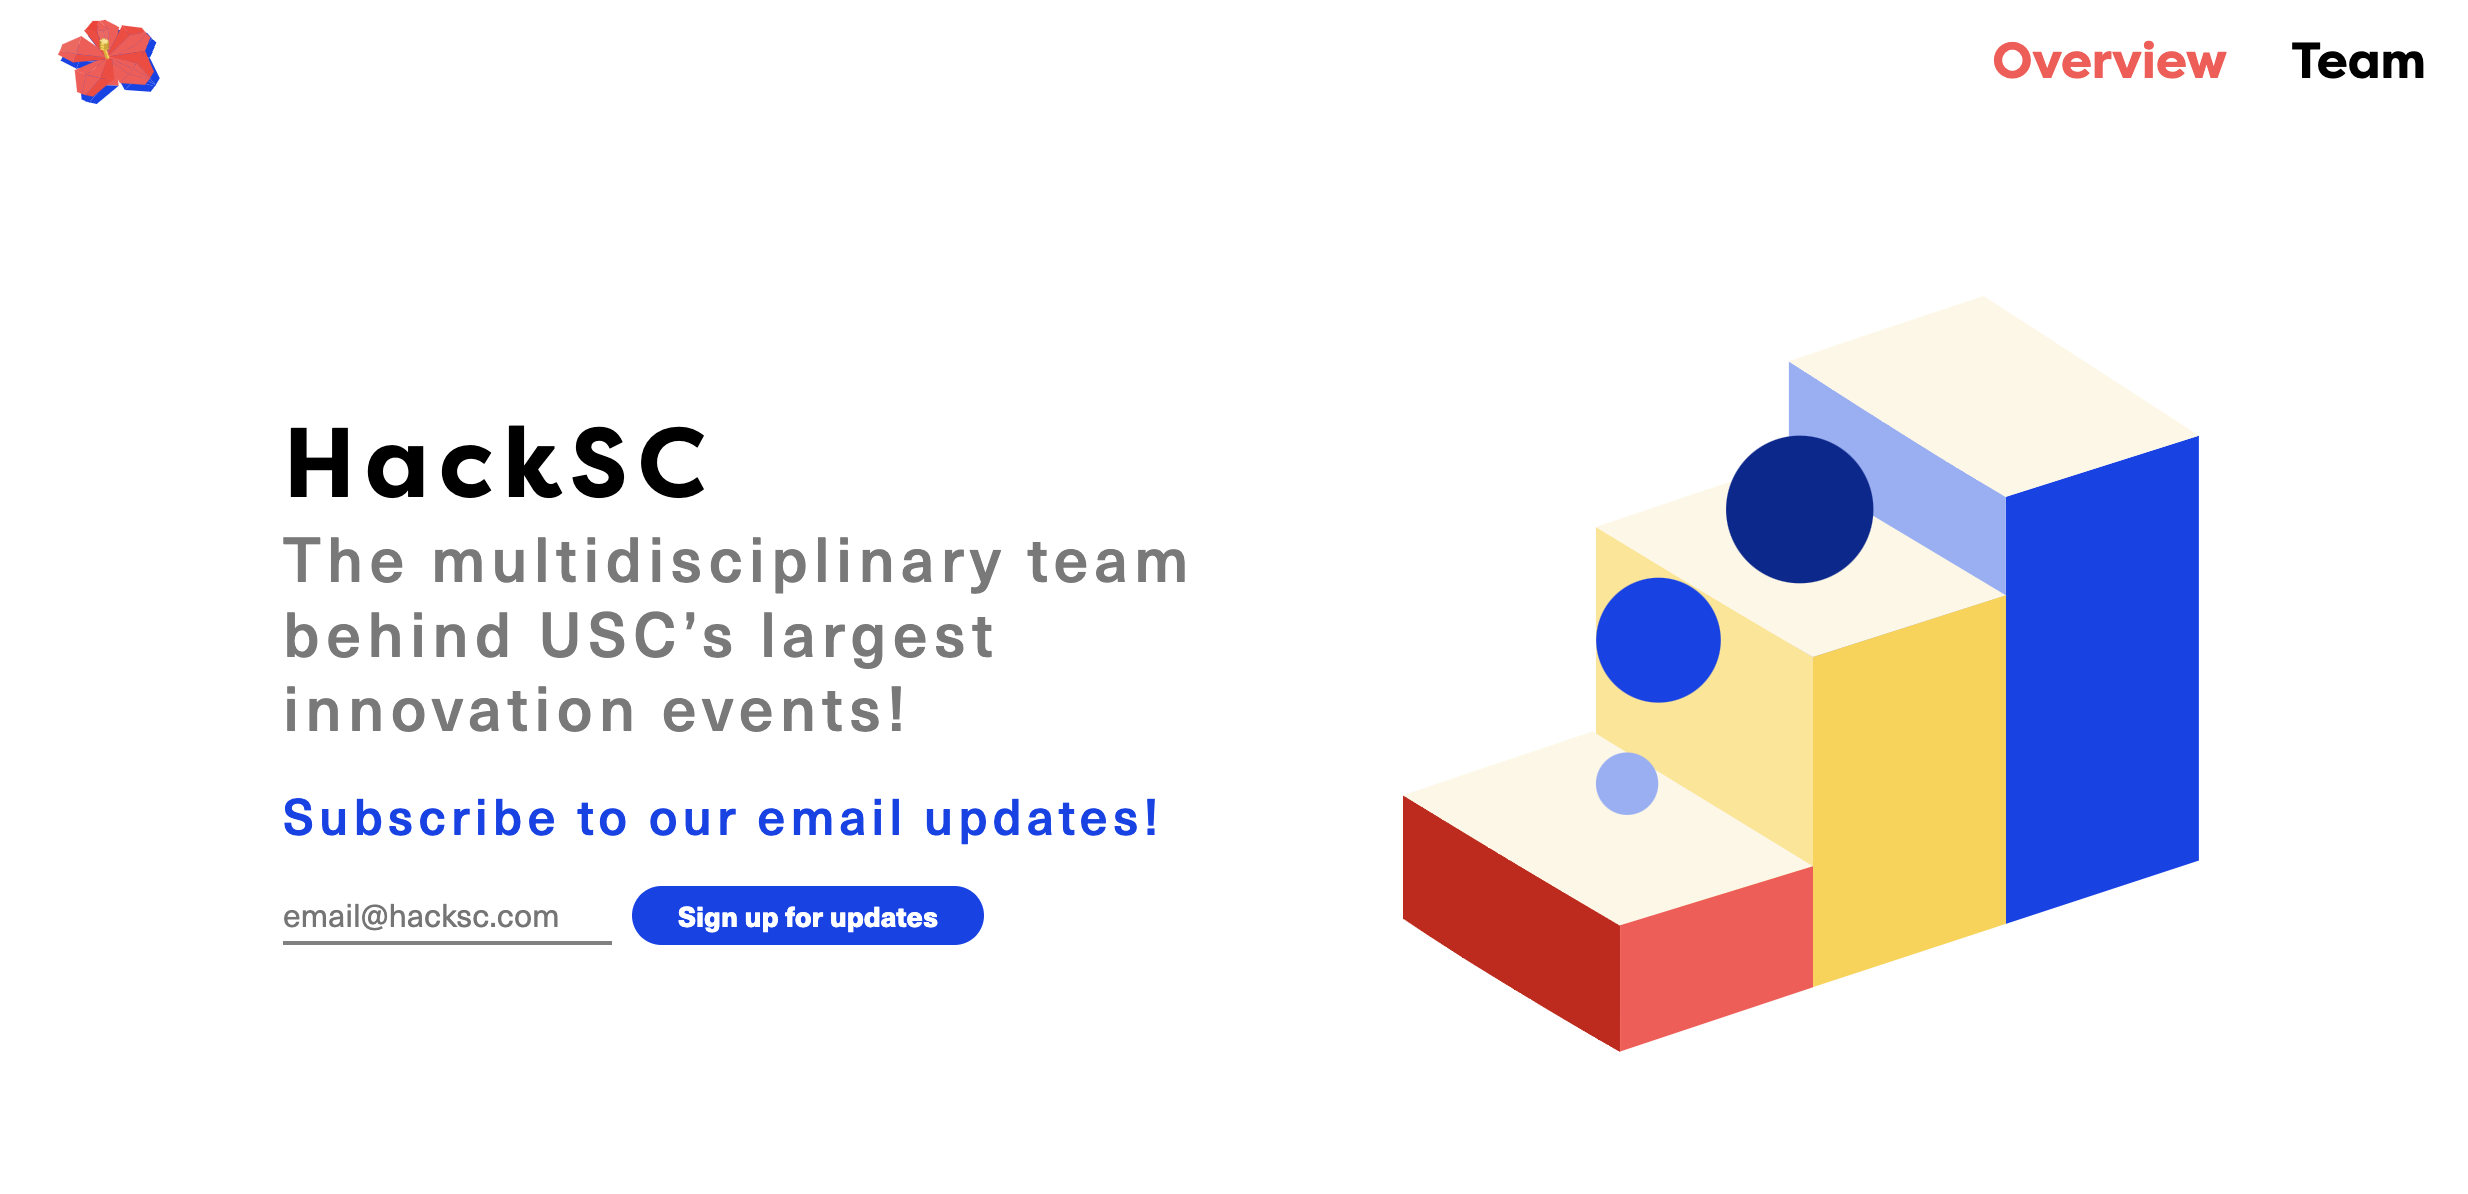 Overview Team
HackSC
The multidisciplinary team
behind USC’s largest
innovation events!
Subscribe to our email updates!
email@hacksc.com
Sign up for updates